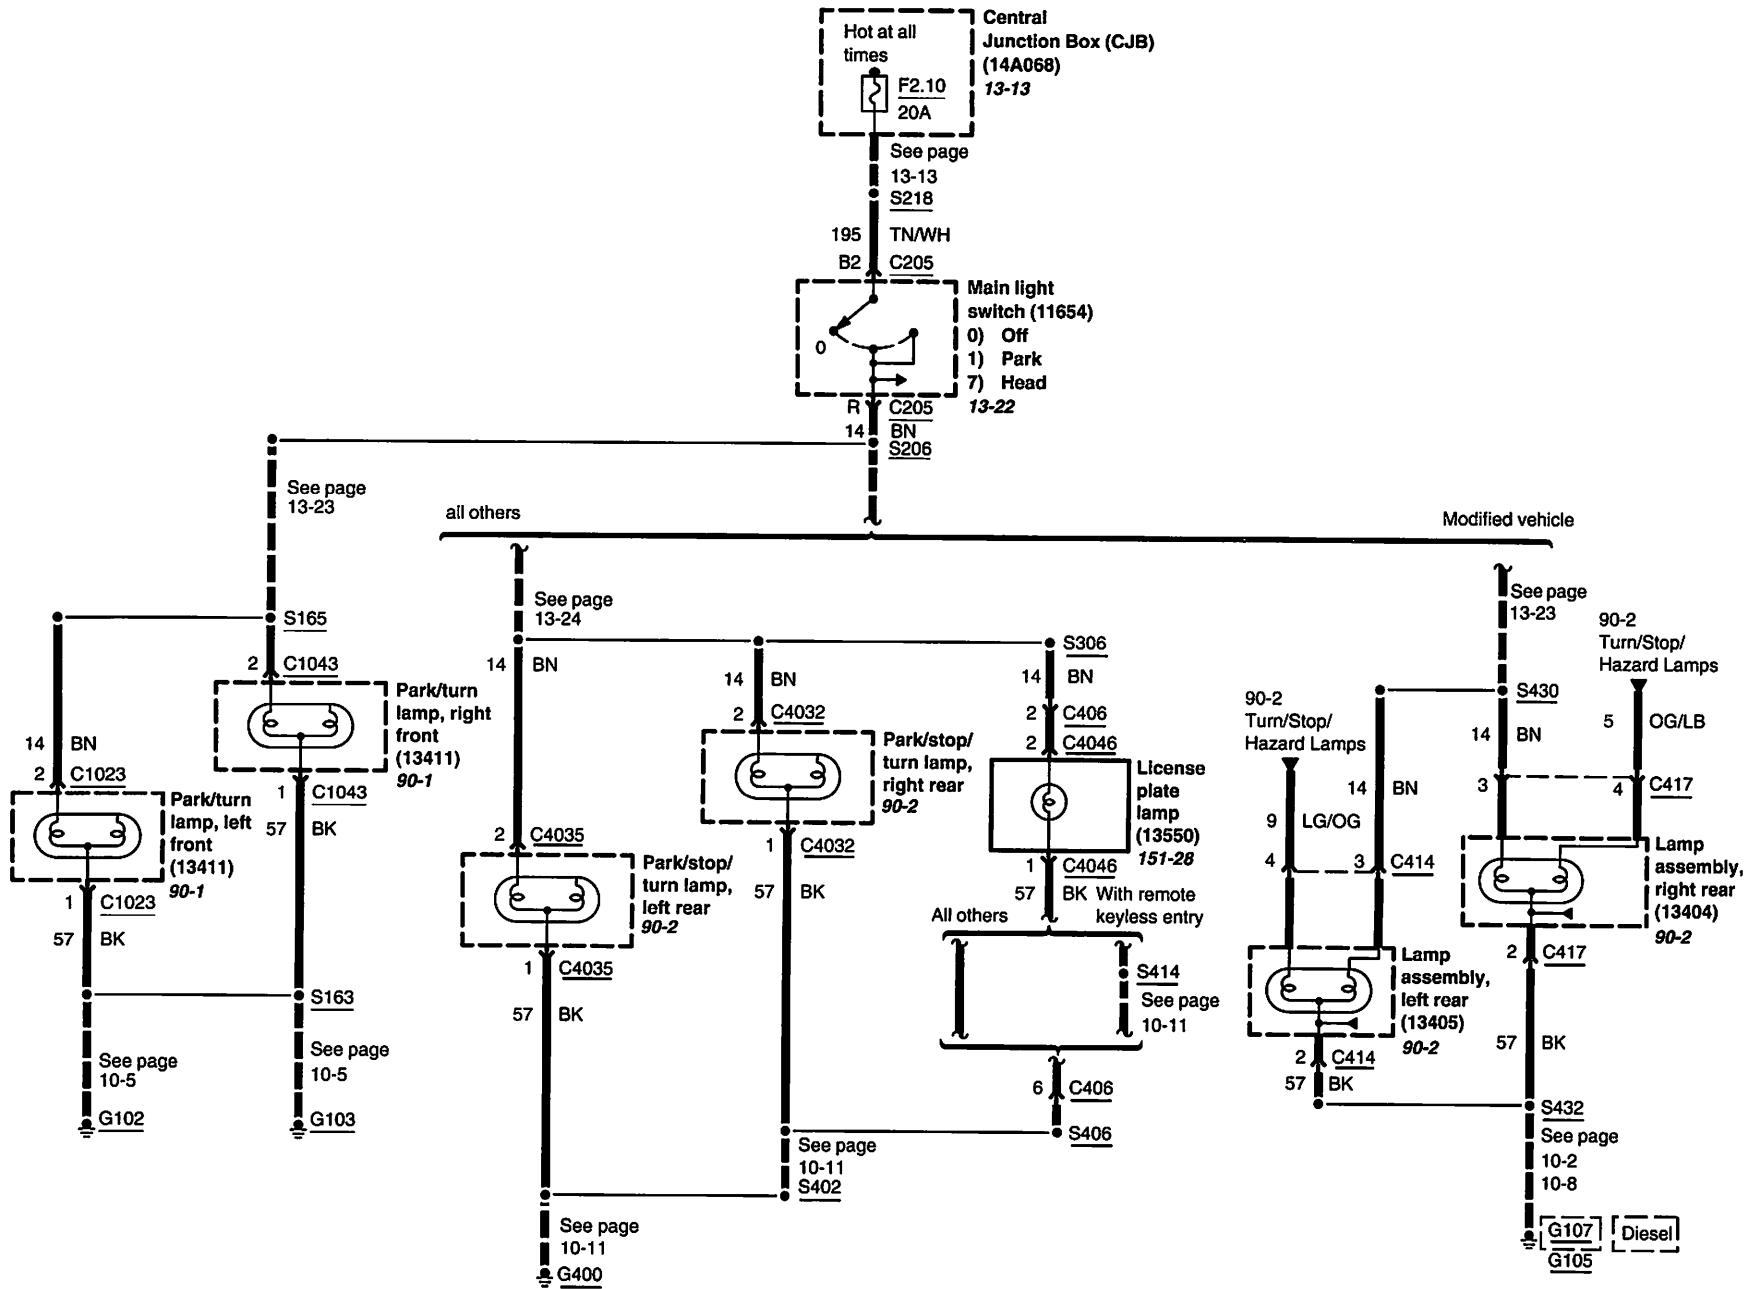 Hot at all
times
F2.10
20A
Central
Junction Box (CJB)
(14A068)
13-13
See page
13-13
S218
195 TN/WH
B2 C205
Main light
switch (11654)
0) Off
1) Park
7) Head
13-22
0
R C205
14 BN
S206
See page
13-23
all others
Modified vehicle
S165
2 C1043
Park/turn
lamp, right
front
(13411)
90-1
14 BN
2 C1023
1 C1043
57 BK
Park/turn
lamp, left
front
(13411)
90-1
1 C1023
57 BK
S163
See page
10-5
See page
10-5
G102
G103
See page
13-24
14 BN
S306
14 BN
14 BN
2 C4032
2 C406
2 C4046
Park/stop/
turn lamp,
right rear
90-2
License
plate
lamp
(13550)
151-28
2 C4035
1 C4032
57 BK
Park/stop/
turn lamp,
left rear
90-2
1 C4046
57 BK
With remote
keyless entry
All others
1 C4035
57 BK
S414
See page
10-11
6 C406
S406
See page
10-11
S402
See page
10-11
G400
See page
13-23
90-2
Turn/Stop/
Hazard Lamps
S430
90-2
Turn/Stop/
Hazard Lamps
14 BN
5 OG/LB
3
4 C417
14 BN
9 LG/OG
4
3 C414
Lamp
assembly,
right rear
(13404)
90-2
2 C417
Lamp
assembly,
left rear
(13405)
90-2
57 BK
2 C414
57 BK
S432
See page
10-2
10-8
G107
Diesel
G105